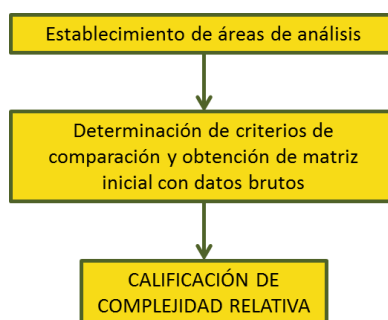 Establecimiento de áreas de análisis
Determinación de criterios de
comparación y obtención de matriz
inicial con datos brutos
CALIFICACIÓN DE
COMPLEJIDAD RELATIVA